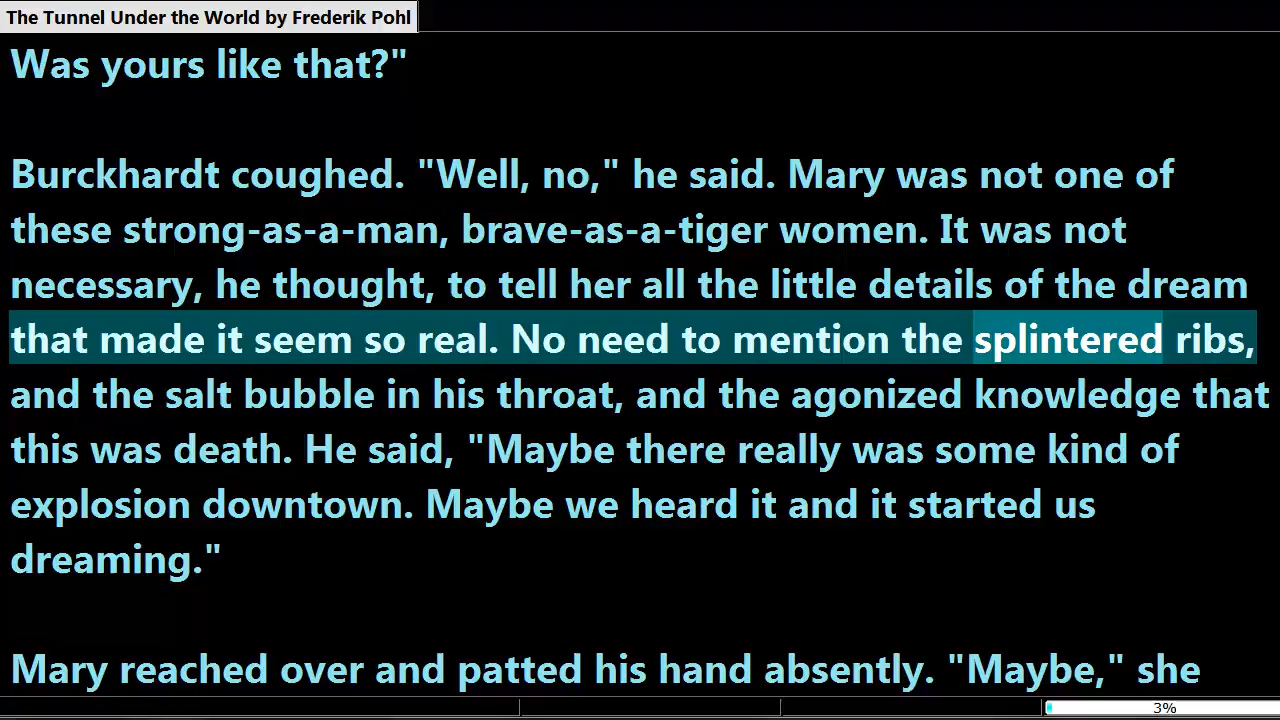 The Tunnel Under the World by Frederik Pohl
Was yours like that?"
Burckhardt coughed. "Well, no," he said. Mary was not one of
these strong-as-a-man, brave-as-a-tiger women. It was not
necessary, he thought, to tell her all the little details of the dream
that made it seem so real. No need to mention the splintered ribs,
and the salt bubble in his throat, and the agonized knowledge that
this was death. He said, "Maybe there really was some kind of
explosion downtown. Maybe we heard it and it started us
dreaming."
Mary reached over and patted his hand absently. "Maybe," she
3%